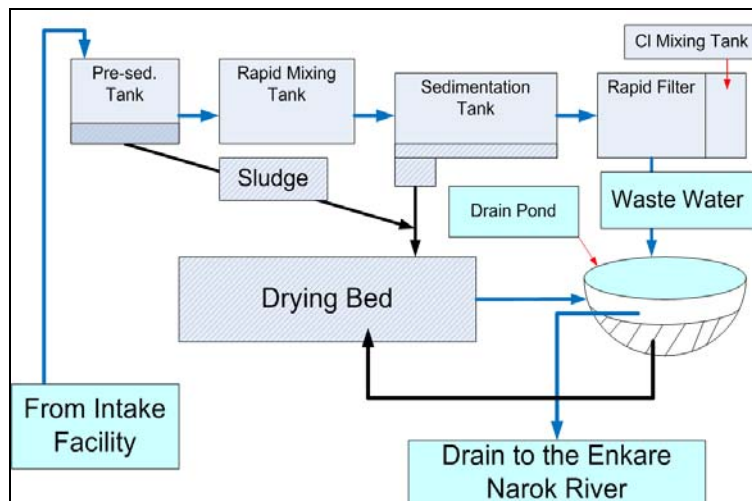 Cl Mixing Tank
Pre-sed.
Tank
Rapid Mixing
Tank
Sedimentation
Tank
Rapid Filter
Sludge
Waste Water
Drain Pond
Drying Bed
From Intake
Facility
Drain to the Enkare
Narok River